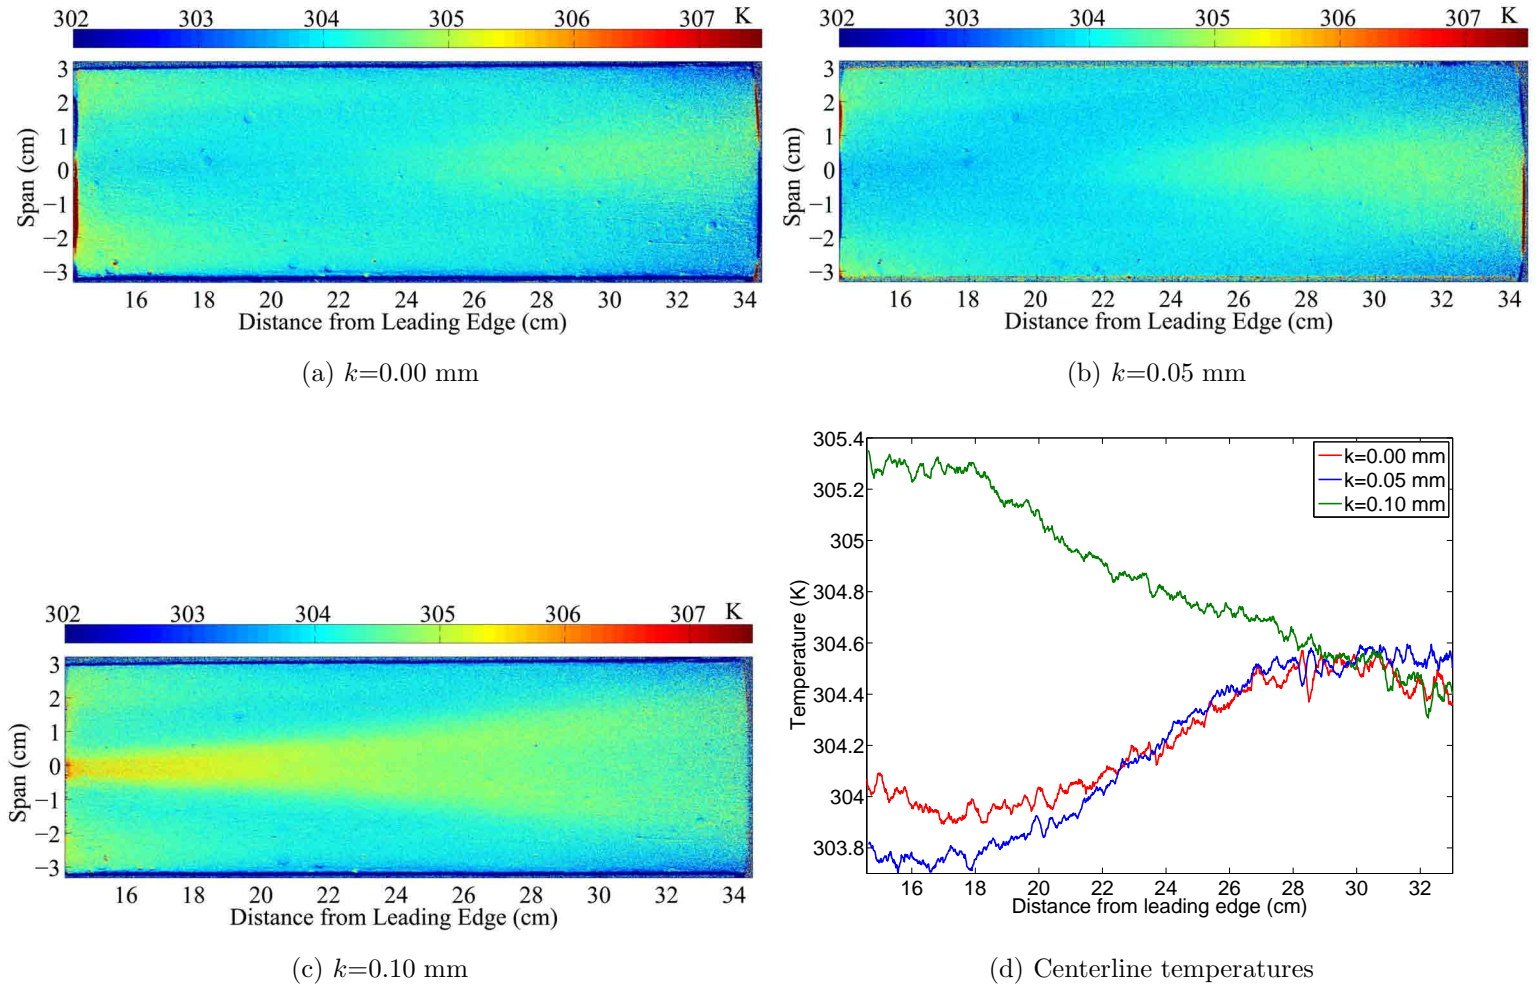 302 303 304 305 306 307 K
3
2
1
0
−1
−2
−3
Span (cm)
16 18 20 22 24 26 28 30 32 34
Distance from Leading Edge (cm)
(a) k=0.00 mm
302 303 304 305 306 307 K
3
2
1
0
−1
−2
−3
Span (cm)
16 18 20 22 24 26 28 30 32 34
Distance from Leading Edge (cm)
(b) k=0.05 mm
302 303 304 305 306 307 K
3
2
1
0
−1
−2
−3
Span (cm)
16 18 20 22 24 26 28 30 32 34
Distance from Leading Edge (cm)
(c) k=0.10 mm
305.4
305.2
305
304.8
304.6
304.4
304.2
304
303.8
Temperature (K)
k=0.00 mm
k=0.05 mm
k=0.10 mm
16 18 20 22 24 26 28 30 32
Distance from leading edge (cm)
(d) Centerline temperatures